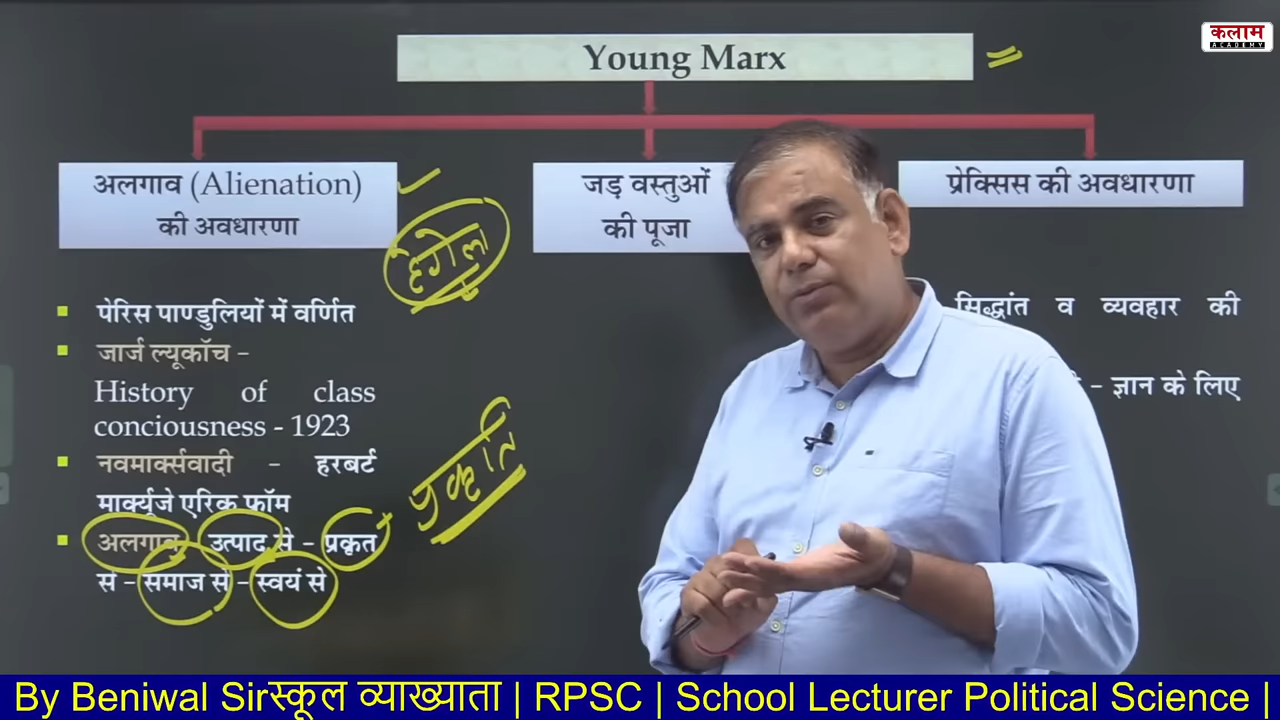 कलाम
ACADEMY
Young Marx
अलगाव (Alienation)
की अवधारणा
हेगेल
जड़ वस्तुओं
की पूजा
प्रेक्सिस की अवधारणा
पेरिस पाण्डुलियों में वर्णित
जार्ज ल्यूकॉच –
History of class
conciousness - 1923
नवमार्क्सवादी – हरबर्ट
मार्क्यूजे एरिक फ्रॉम
अलगाव उत्पाद से – प्रकृत
से – समाज से – स्वयं से
प्रकृति
सिद्धांत व व्यवहार की
– ज्ञान के लिए
By Beniwal Sirस्कूल व्याख्याता | RPSC | School Lecturer Political Science |